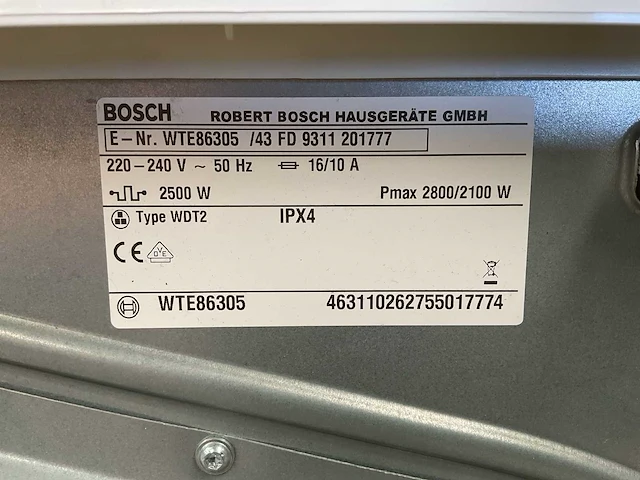 BOSCH ROBERT BOSCH HAUSGERÄTE GMBH
E-Nr. WTE86305 /43 FD 9311 201777
220-240 V ~ 50 Hz 16/10 A
2500 W Pmax 2800/2100 W
Type WDT2 IPX4
CE OVE
WTE86305 463110262755017774